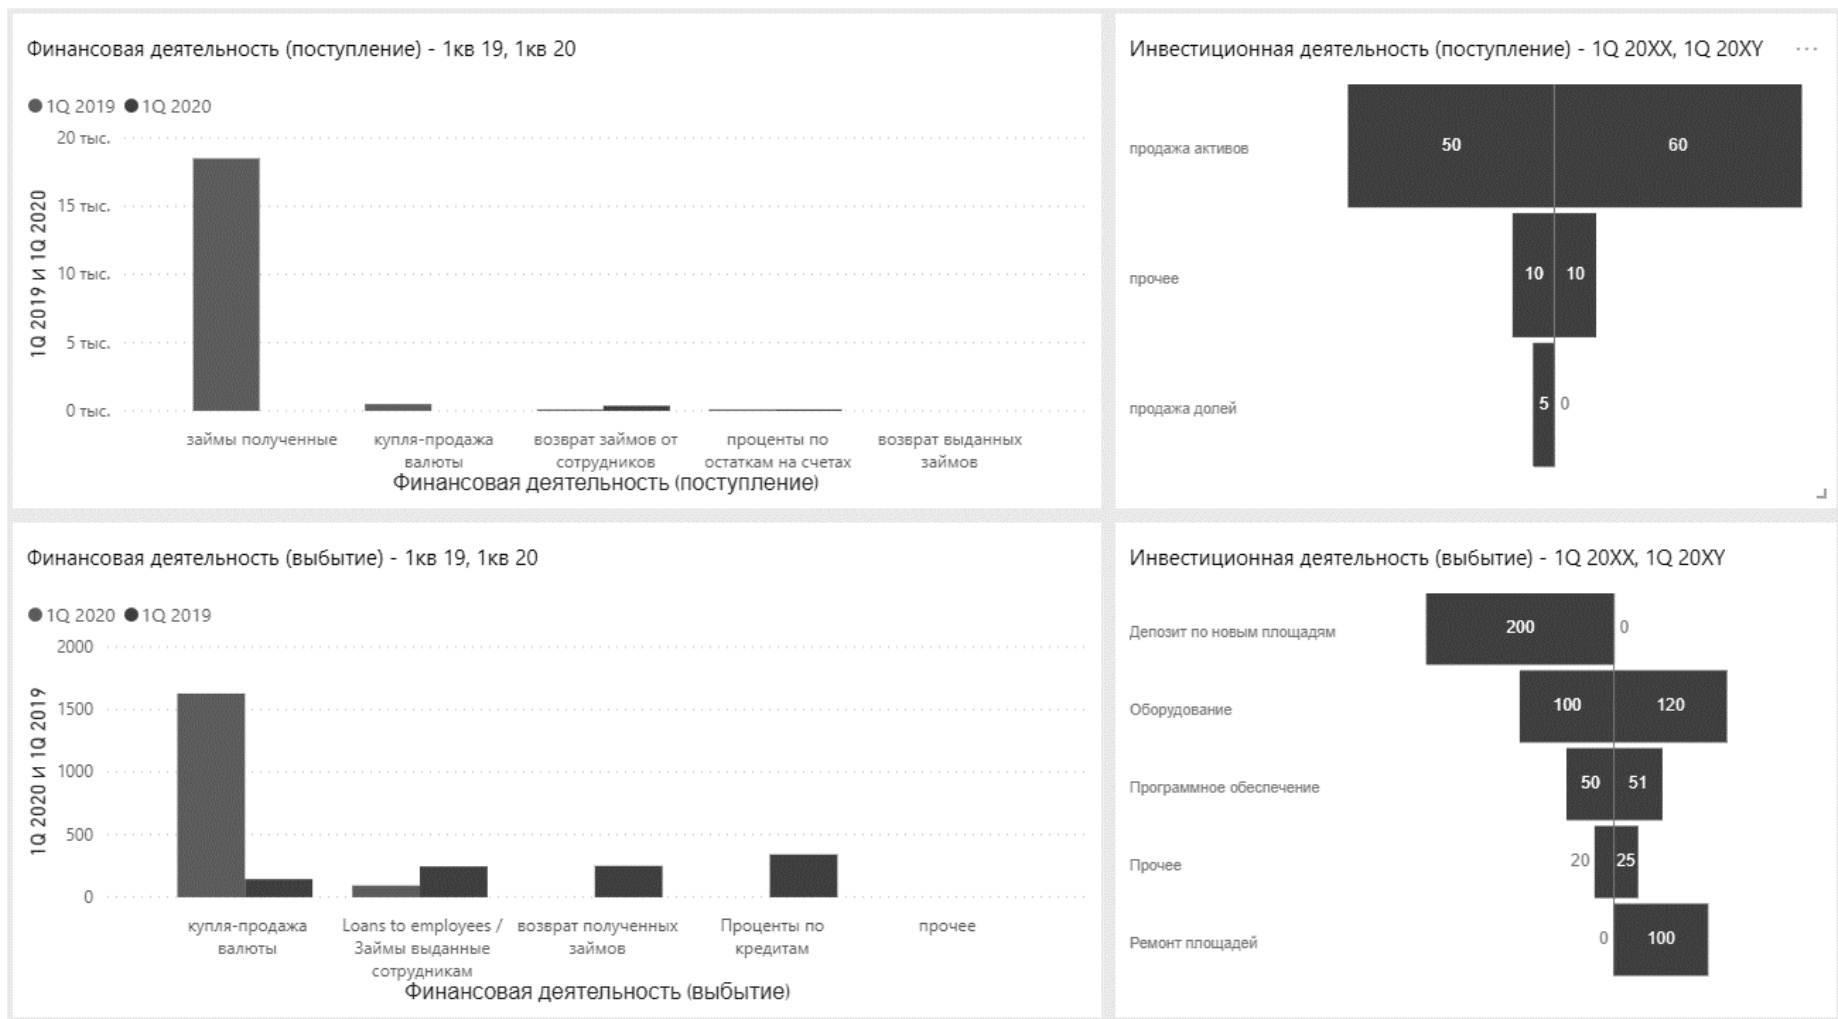 Финансовая деятельность (поступление) - 1кв 19, 1кв 20
1Q 2019 1Q 2020
20 тыс.
15 тыс.
10 тыс.
5 тыс.
0 тыс.
1Q 2019 и 1Q 2020
займы полученные
купля-продажа
валюты
возврат займов от
сотрудников
проценты по
остаткам на счетах
возврат выданных
займов
Финансовая деятельность (поступление)
Инвестиционная деятельность (поступление) - 1Q 20XX, 1Q 20XY
продажа активов
50 60
прочее
10 10
продажа долей
5 0
Финансовая деятельность (выбытие) - 1кв 19, 1кв 20
1Q 2020 1Q 2019
2000
1500
1000
500
0
1Q 2020 и 1Q 2019
купля-продажа
валюты
Loans to employees /
Займы выданные
сотрудникам
возврат полученных
займов
Проценты по
кредитам
прочее
Финансовая деятельность (выбытие)
Инвестиционная деятельность (выбытие) - 1Q 20XX, 1Q 20XY
Депозит по новым площадям
200 0
Оборудование
100 120
Программное обеспечение
50 51
Прочее
20 25
Ремонт площадей
0 100